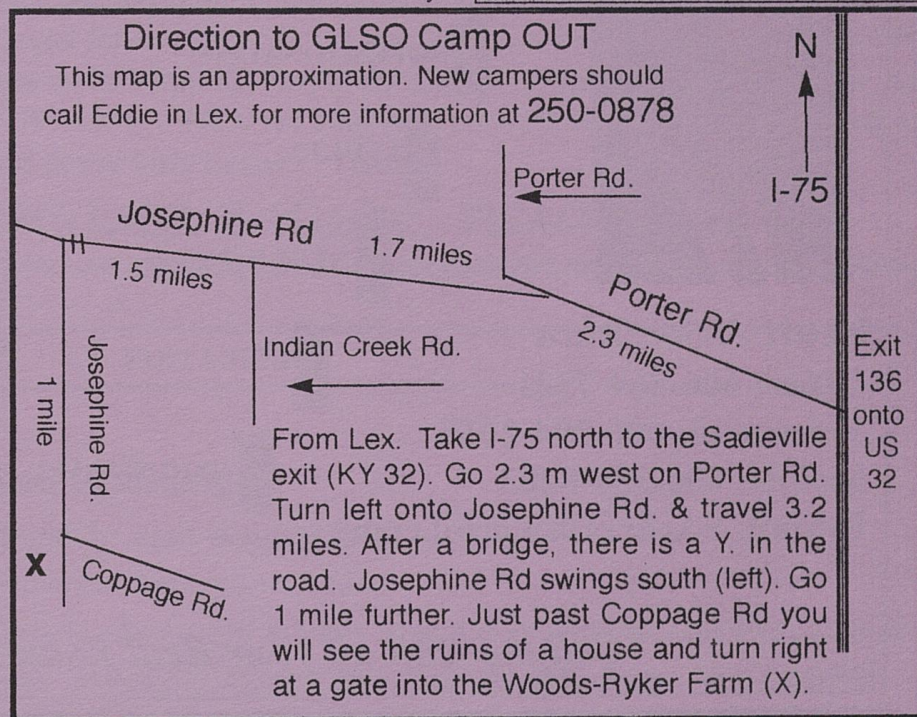 Direction to GLSO Camp OUT
This map is an approximation. New campers should
call Eddie in Lex. for more information at 250-0878
N
I-75
Porter Rd.
Josephine Rd
1.7 miles
1.5 miles
Porter Rd.
2.3 miles
Indian Creek Rd.
Josephine Rd.
1 mile
Exit
136
onto
US
32
X
Coppage Rd.
From Lex. Take I-75 north to the Sadieville
exit (KY 32). Go 2.3 m west on Porter Rd.
Turn left onto Josephine Rd. & travel 3.2
miles. After a bridge, there is a Y. in the
road. Josephine Rd swings south (left). Go
1 mile further. Just past Coppage Rd you
will see the ruins of a house and turn right
at a gate into the Woods-Ryker Farm (X).